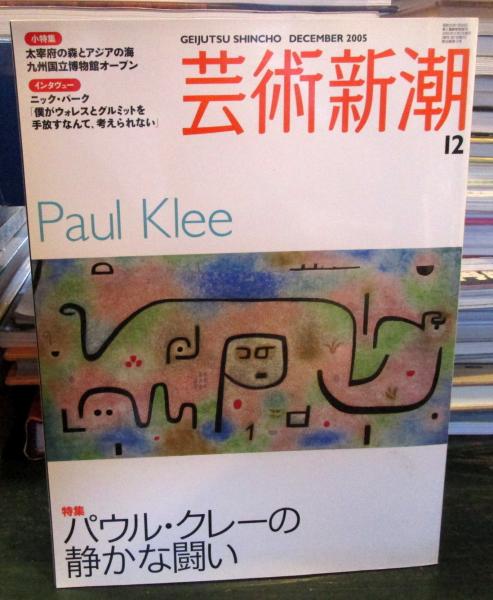 GEIJUTSU SHINCHO DECEMBER 2005
小特集
太宰府の森とアジアの海
九州国立博物館オープン
インタヴュー
ニック・パーク
「僕がウォレスとグルミットを
手放すなんて、考えられない」
芸術新潮
12
Paul Klee
特集
パウル・クレーの
静かな闘い